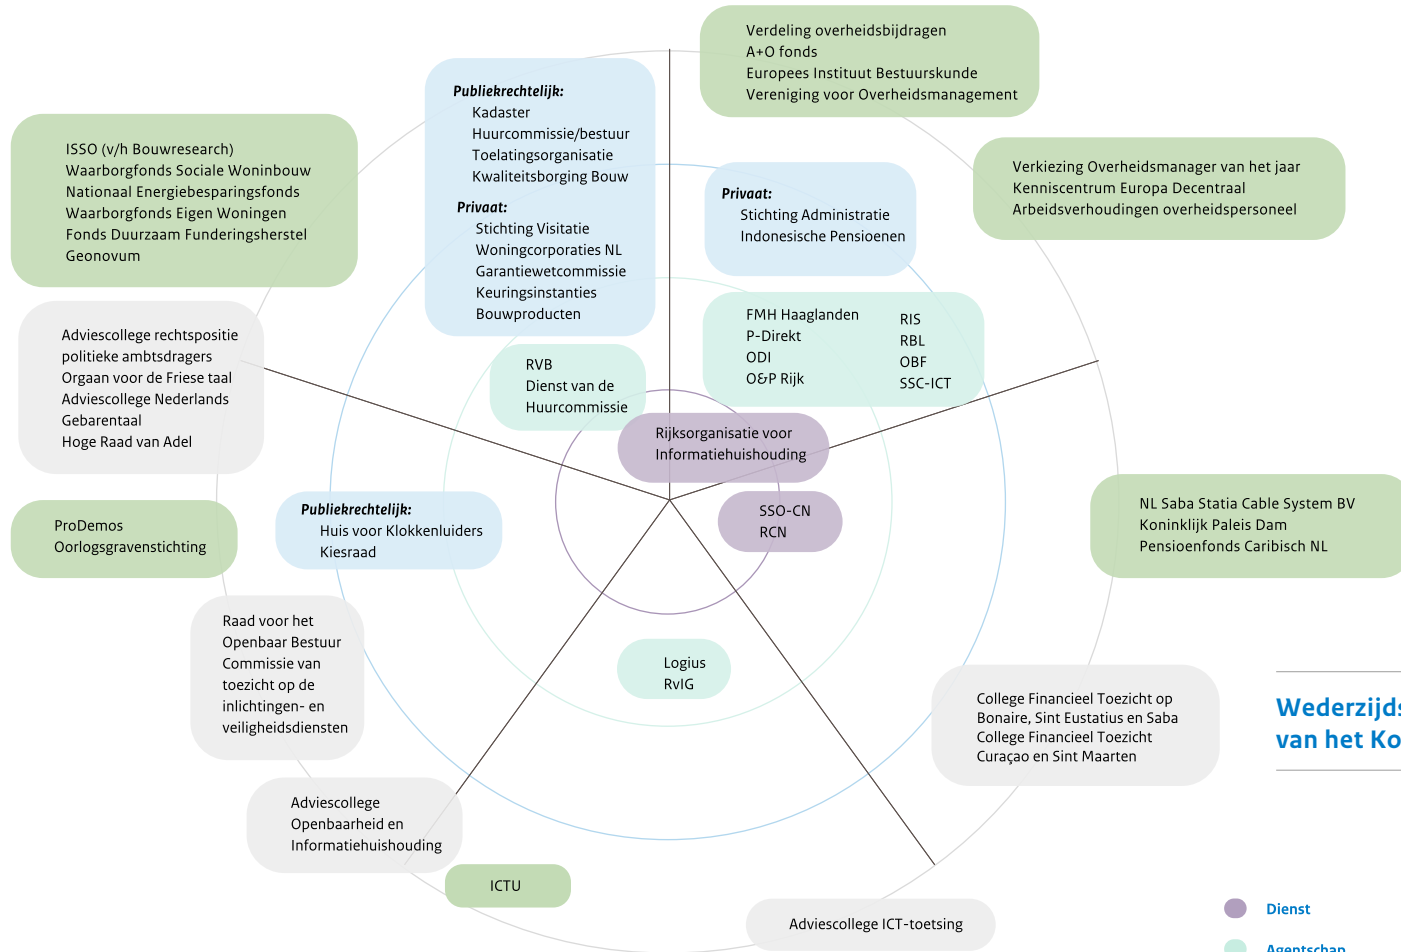 Verdeling overheidsbijdragen
A+O fonds
Europees Instituut Bestuurskunde
Vereniging voor Overheidsmanagement
Publiekrechtelijk:
Kadaster
Huurcommissie/bestuur
Toelatingsorganisatie
Kwaliteitsborging Bouw
Privaat:
Stichting Visitatie
Woningcorporaties NL
Garantiewetcommissie
Keuringsinstanties
Bouwproducten
ISSO (v/h Bouwresearch)
Waarborgfonds Sociale Woninbouw
Nationaal Energiebesparingsfonds
Waarborgfonds Eigen Woningen
Fonds Duurzaam Funderingsherstel
Geonovum
Verkiezing Overheidsmanager van het jaar
Kenniscentrum Europa Decentraal
Arbeidsverhoudingen overheidspersoneel
Privaat:
Stichting Administratie
Indonesische Pensioenen
FMH Haaglanden
P-Direkt
ODI
O&P Rijk
RIS
RBL
OBF
SSC-ICT
Adviescollege rechtspositie
politieke ambtsdragers
Orgaan voor de Friese taal
Adviescollege Nederlands
Gebarentaal
Hoge Raad van Adel
RVB
Dienst van de
Huurcommissie
Rijksorganisatie voor
Informatiehuishouding
SSO-CN
RCN
NL Saba Statia Cable System BV
Koninklijk Paleis Dam
Pensioenfonds Caribisch NL
Publiekrechtelijk:
Huis voor Klokkenluiders
Kiesraad
ProDemos
Oorlogsgravenstichting
Raad voor het
Openbaar Bestuur
Commissie van
toezicht op de
inlichtingen- en
veiligheidsdiensten
Logius
RvIG
College Financieel Toezicht op
Bonaire, Sint Eustatius en Saba
College Financieel Toezicht
Curaçao en Sint Maarten
Wederzijds
van het Ko
Adviescollege
Openbaarheid en
Informatiehuishouding
ICTU
Adviescollege ICT-toetsing
Dienst
Agentschap